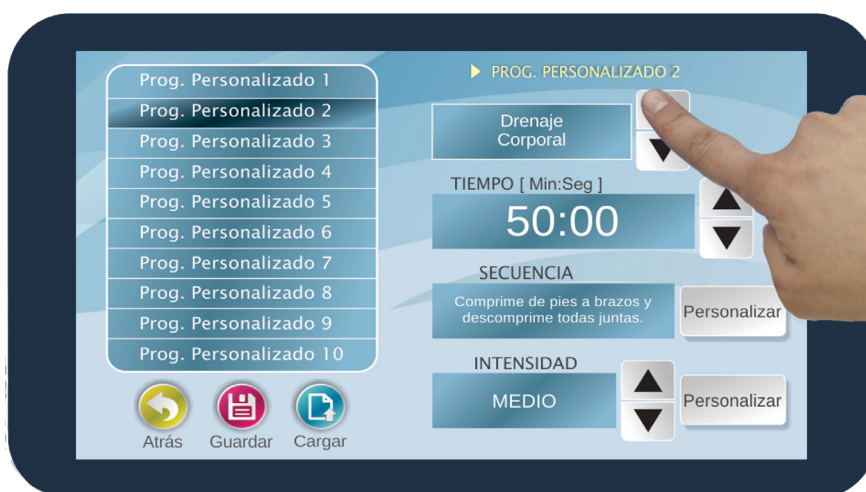 Prog. Personalizado 1
Prog. Personalizado 2
Prog. Personalizado 3
Prog. Personalizado 4
Prog. Personalizado 5
Prog. Personalizado 6
Prog. Personalizado 7
Prog. Personalizado 8
Prog. Personalizado 9
Prog. Personalizado 10
Atrás
Guardar
Cargar
PROG. PERSONALIZADO 2
Drenaje
Corporal
TIEMPO [ Min:Seg ]
50:00
SECUENCIA
Comprime de pies a brazos y
descomprime todas juntas.
Personalizar
INTENSIDAD
MEDIO
Personalizar